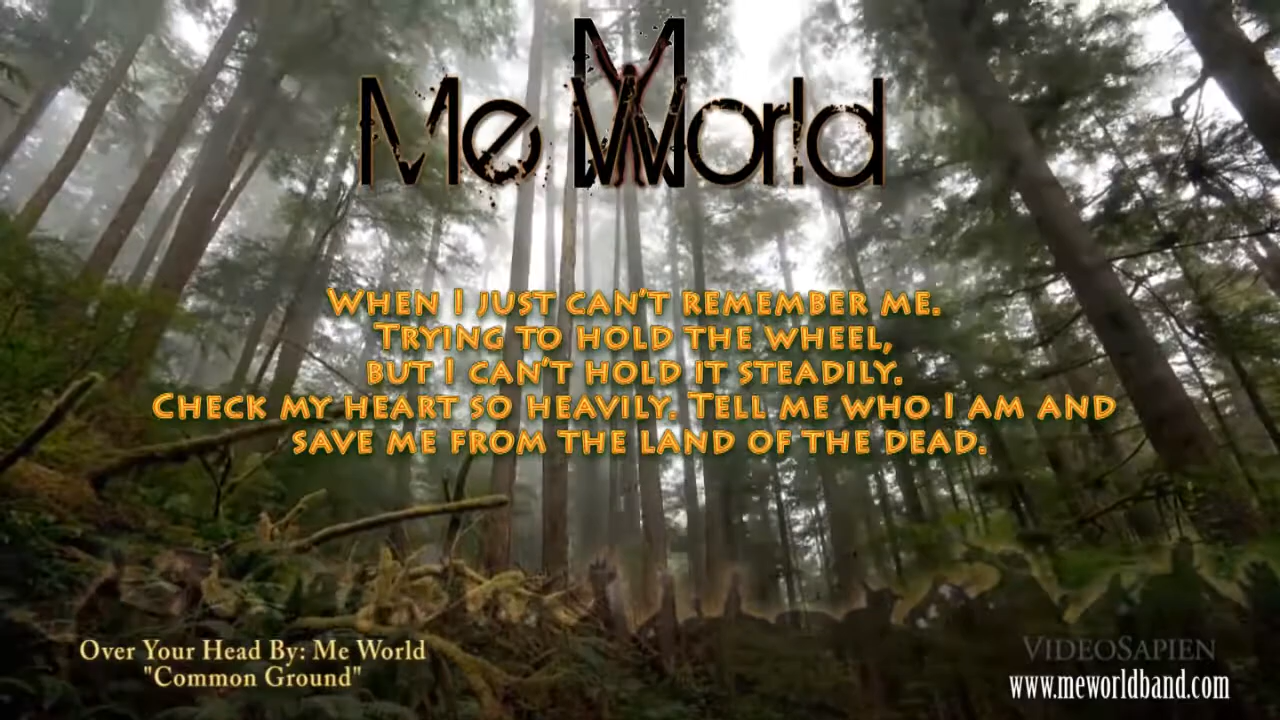 Me World
When I just can't remember me.
Trying to hold the wheel,
but I can't hold it steadily.
Check my heart so heavily. Tell me who I am and
save me from the land of the dead.
Over Your Head By: Me World
"Common Ground"
VideoSapien
www.meworldband.com